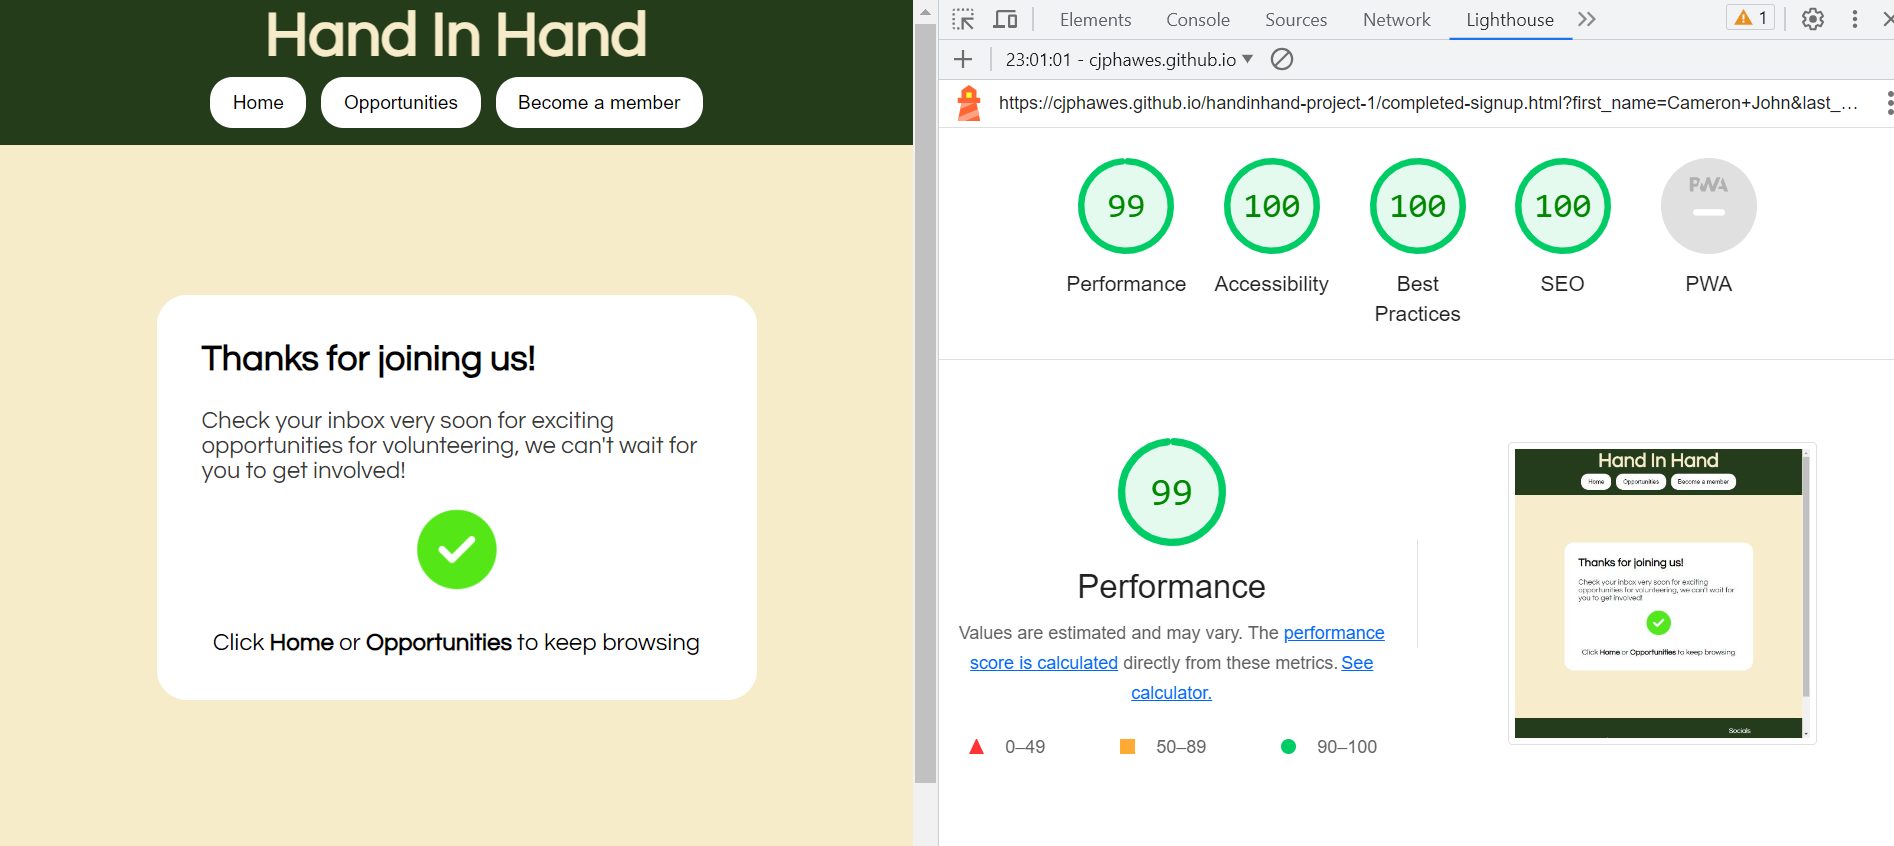 Hand In Hand
Home Opportunities Become a member
Thanks for joining us!
Check your inbox very soon for exciting
opportunities for volunteering, we can't wait for
you to get involved!
Click Home or Opportunities to keep browsing
Elements Console Sources Network Lighthouse 1
23:01:01 - cjphawes.github.io
https://cjphawes.github.io/handinhand-project-1/completed-signup.html?first_name=Cameron+John&last_…
99 100 100 100 PWA
Performance Accessibility Best Practices SEO PWA
99
Performance
Values are estimated and may vary. The performance
score is calculated directly from these metrics. See
calculator.
0–49 50–89 90–100
Hand In Hand
Home Opportunities Become a member
Thanks for joining us!
Check your inbox very soon for exciting
opportunities for volunteering, we can't wait for
you to get involved!
Click Home or Opportunities to keep browsing
Socials